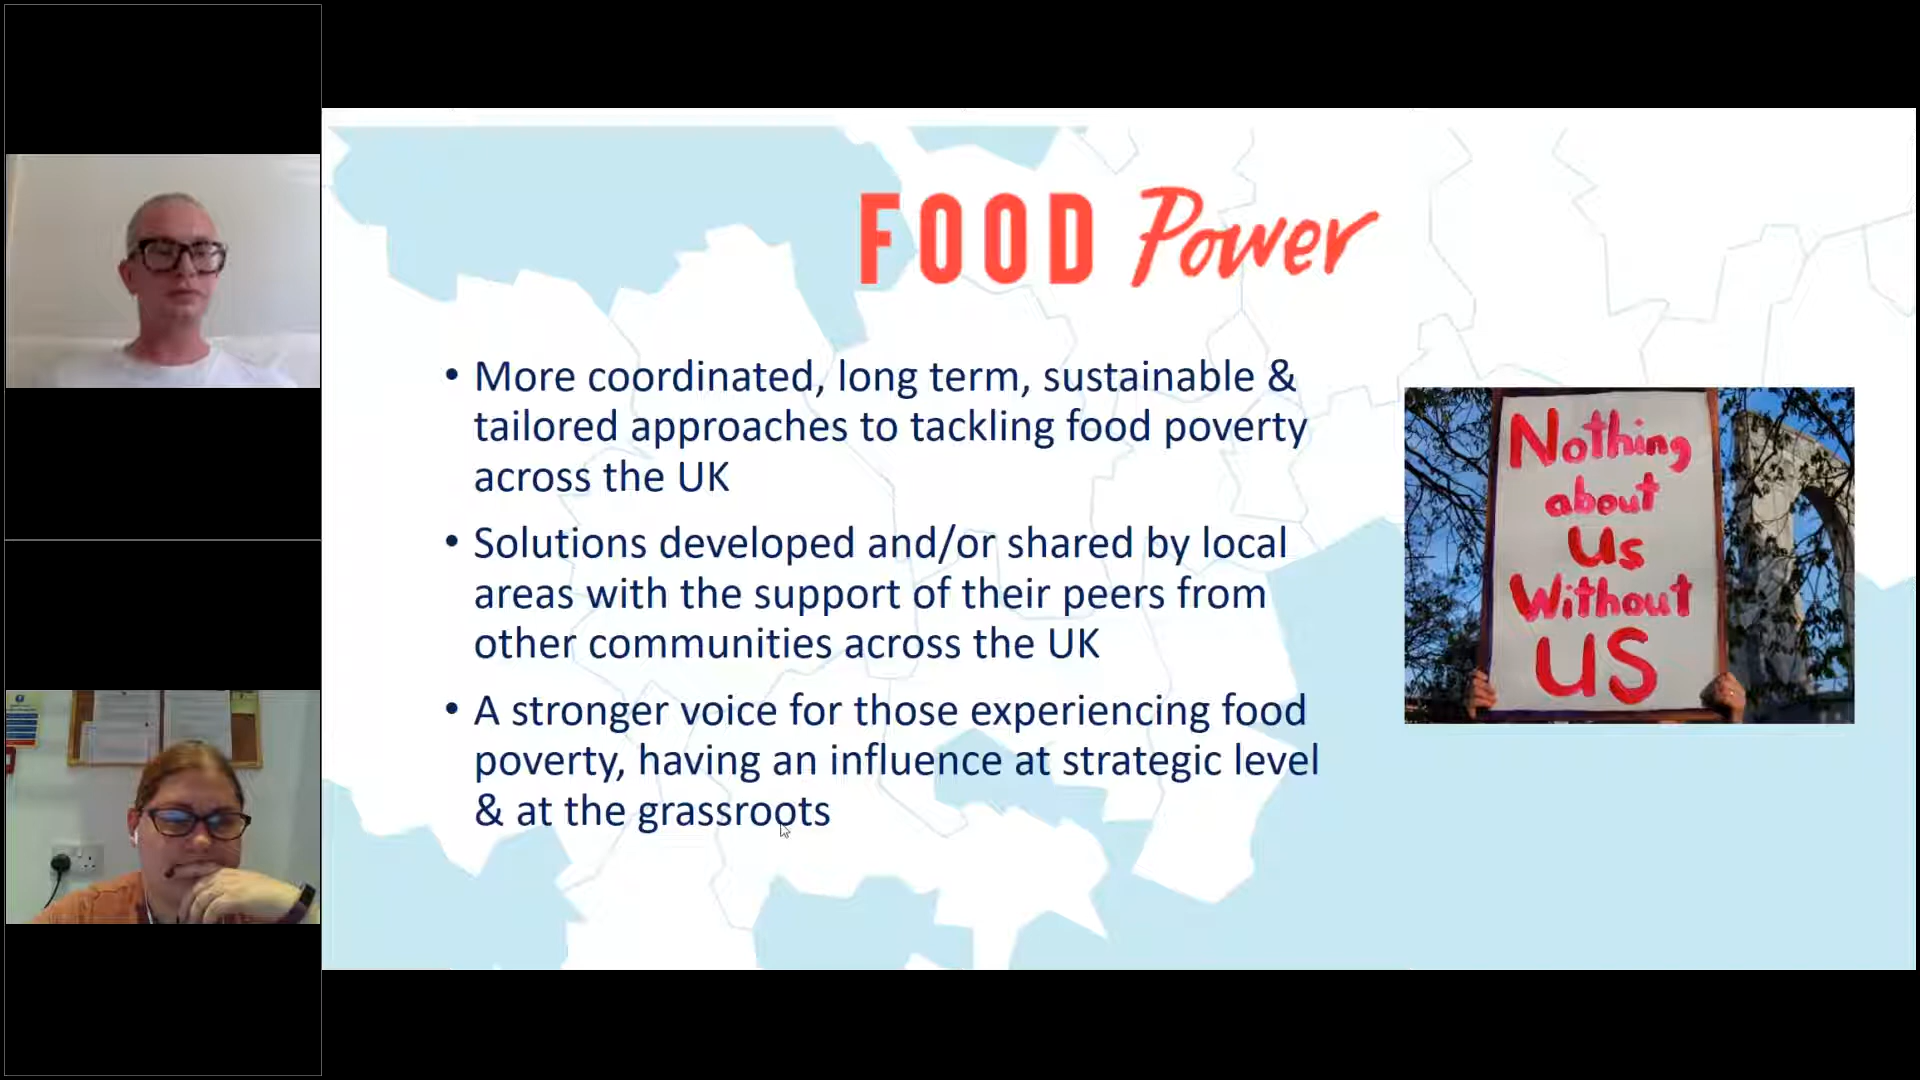 FOOD Power
• More coordinated, long term, sustainable &
tailored approaches to tackling food poverty
across the UK
• Solutions developed and/or shared by local
areas with the support of their peers from
other communities across the UK
• A stronger voice for those experiencing food
poverty, having an influence at strategic level
& at the grassroots
Nothing
about
Us
Without
US